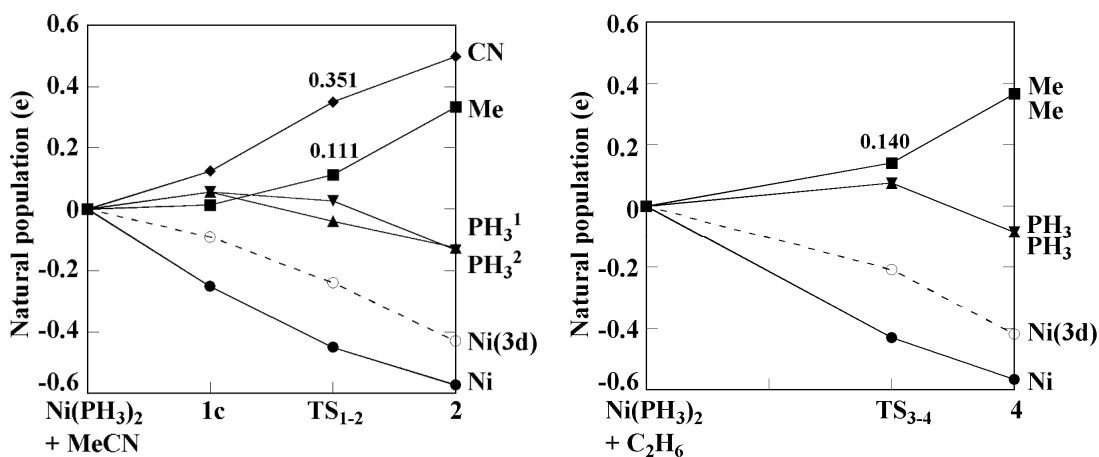 Natural population (e)
0.6
0.4
0.2
0
-0.2
-0.4
-0.6
0.351
0.111
CN
Me
PH₃¹
PH₃²
Ni(3d)
Ni
Ni(PH₃)₂
+ MeCN
1c
TS₁₋₂
2
Natural population (e)
0.6
0.4
0.2
0
-0.2
-0.4
-0.6
0.140
Me
Me
PH₃
PH₃
Ni(3d)
Ni
Ni(PH₃)₂
+ C₂H₆
TS₃₋₄
4